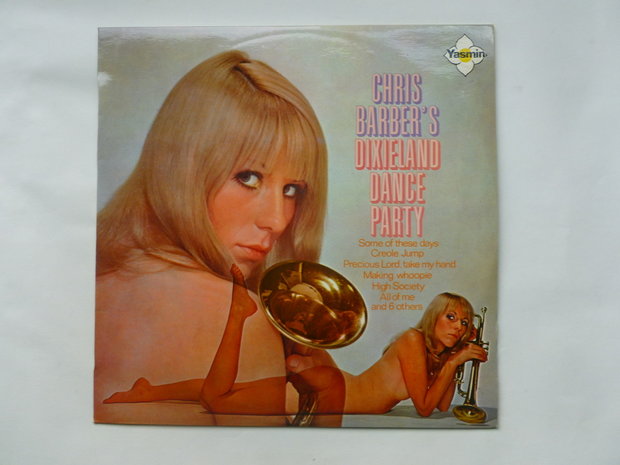 Yasmin
CHRIS
BARBER'S
DIXIELAND
DANCE
PARTY
Some of these days
Creole Jump
Precious Lord, take my hand
Making whoopie
High Society
All of me
and 6 others